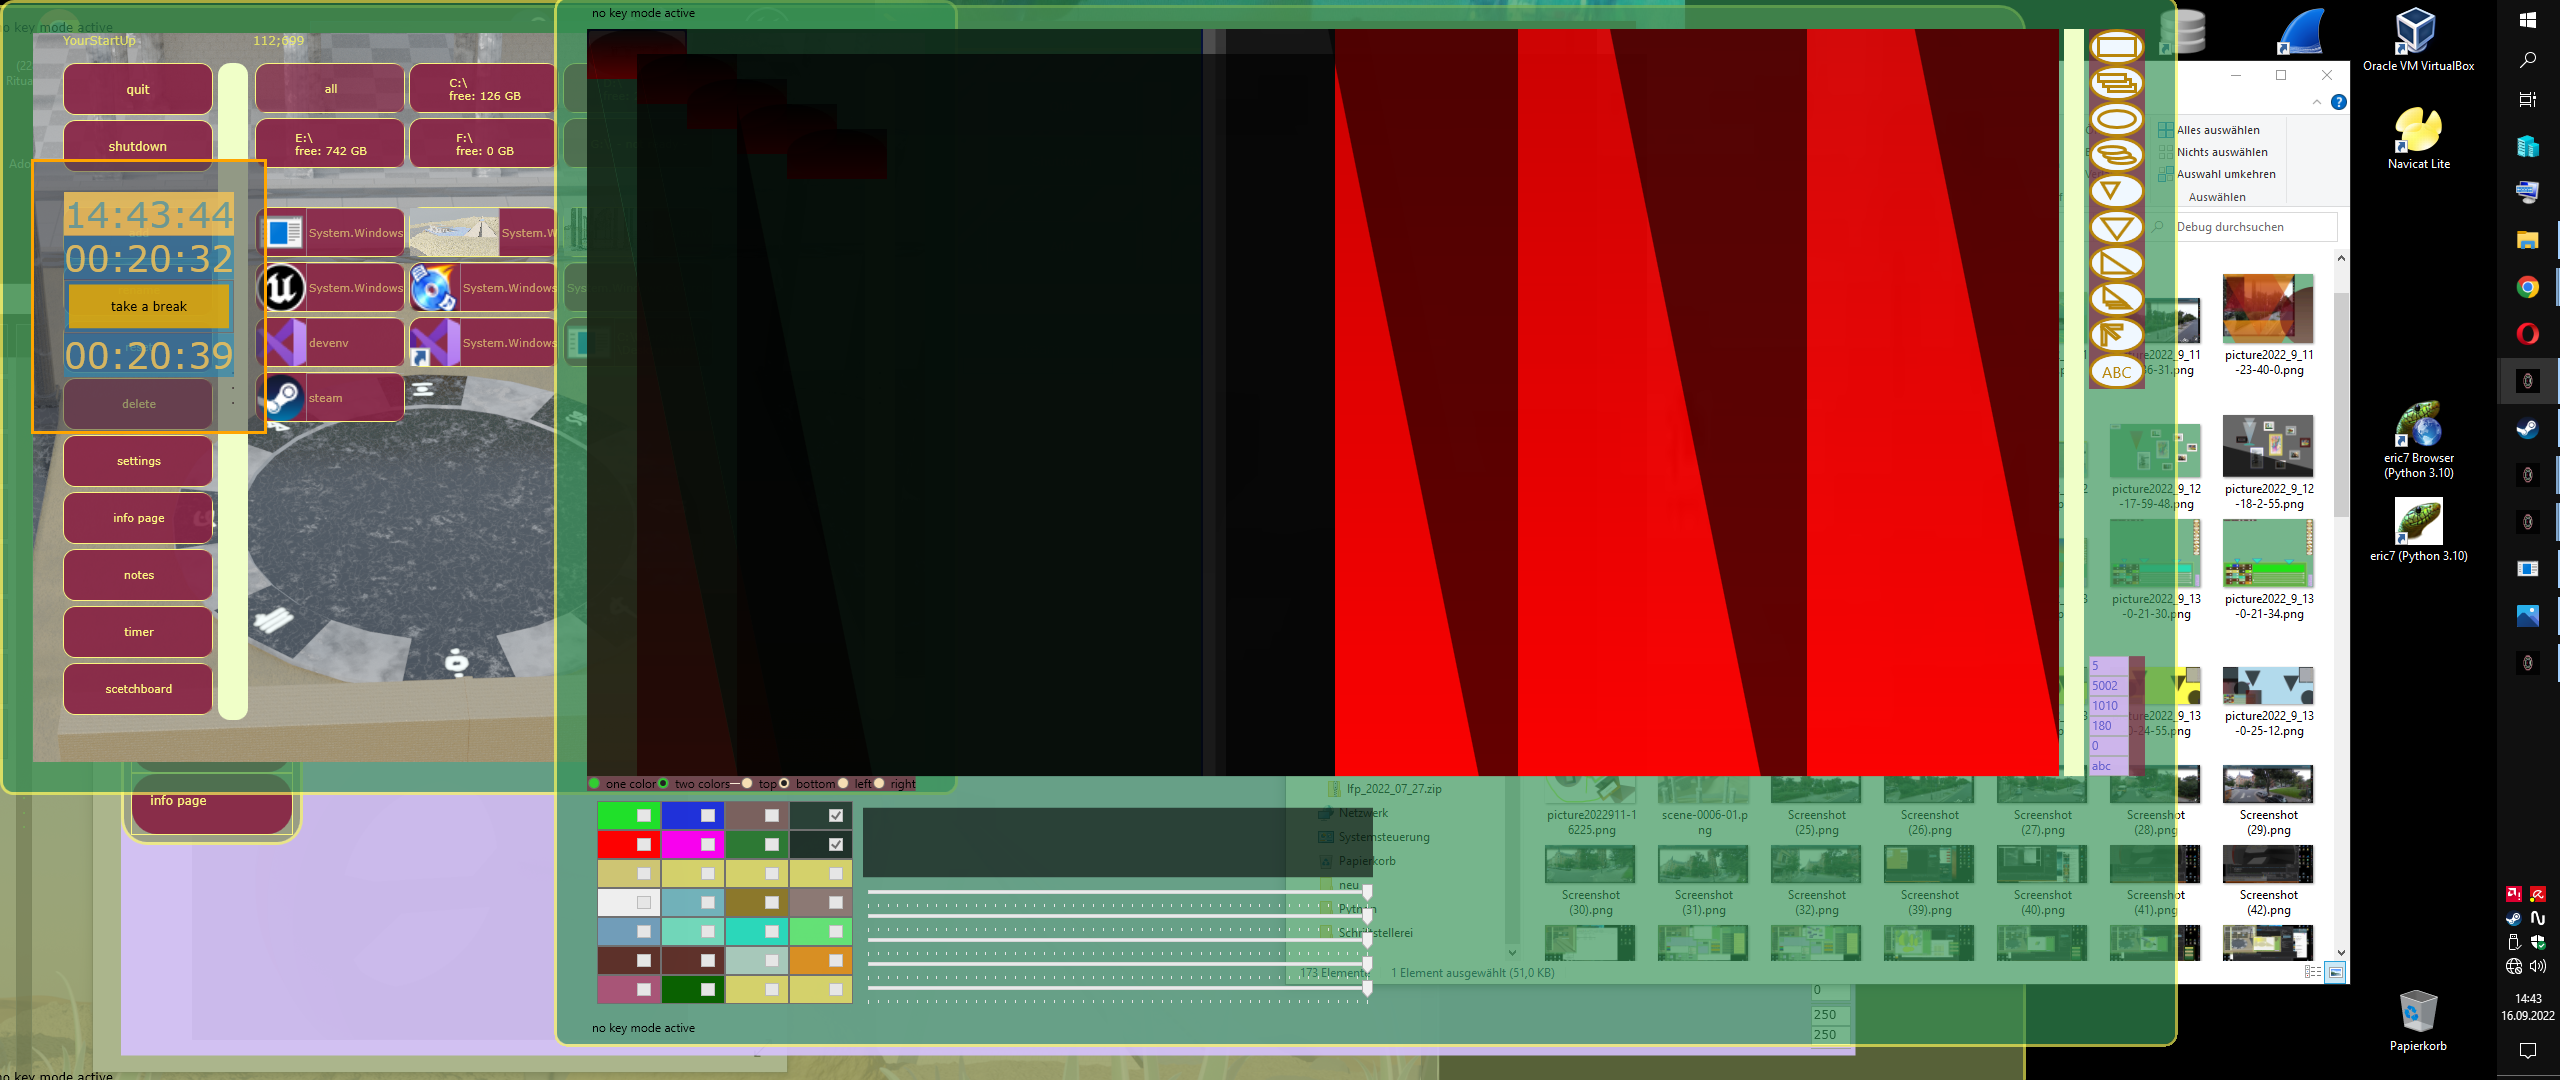 no key mode active
no key mode active
YourStartUp
112;699
quit
all
C:\
free: 126 GB
shutdown
E:\
free: 742 GB
F:\
free: 0 GB
14:43:44
00:20:32
take a break
00:20:39
delete
settings
info page
notes
timer
scetchboard
info page
System.Windows
System.W
System.Windows
System.Windows
devenv
System.Windows
steam
ABC
5
5002
1010
180
0
abc
one color
two colors
top
bottom
left
right
no key mode active
no key mode active
lfp_2022_07_27.zip
Netzwerk
Systemsteuerung
Papierkorb
neu
Python
Schriftstellerei
173 Elemente
1 Element ausgewählt (51,0 KB)
0
250
250
Alles auswählen
Nichts auswählen
Auswahl umkehren
Auswählen
Debug durchsuchen
picture2022_9_11
-23-40-0.png
picture2022_9_12
-17-59-48.png
picture2022_9_12
-18-2-55.png
picture2022_9_13
-0-21-30.png
picture2022_9_13
-0-21-34.png
picture2022_9_13
-0-25-12.png
picture2022911-1
6225.png
scene-0006-01.p
ng
Screenshot
(25).png
Screenshot
(26).png
Screenshot
(27).png
Screenshot
(28).png
Screenshot
(29).png
Screenshot
(30).png
Screenshot
(31).png
Screenshot
(32).png
Screenshot
(39).png
Screenshot
(40).png
Screenshot
(41).png
Screenshot
(42).png
Oracle VM VirtualBox
Navicat Lite
eric7 Browser
(Python 3.10)
eric7 (Python 3.10)
Papierkorb
14:43
16.09.2022